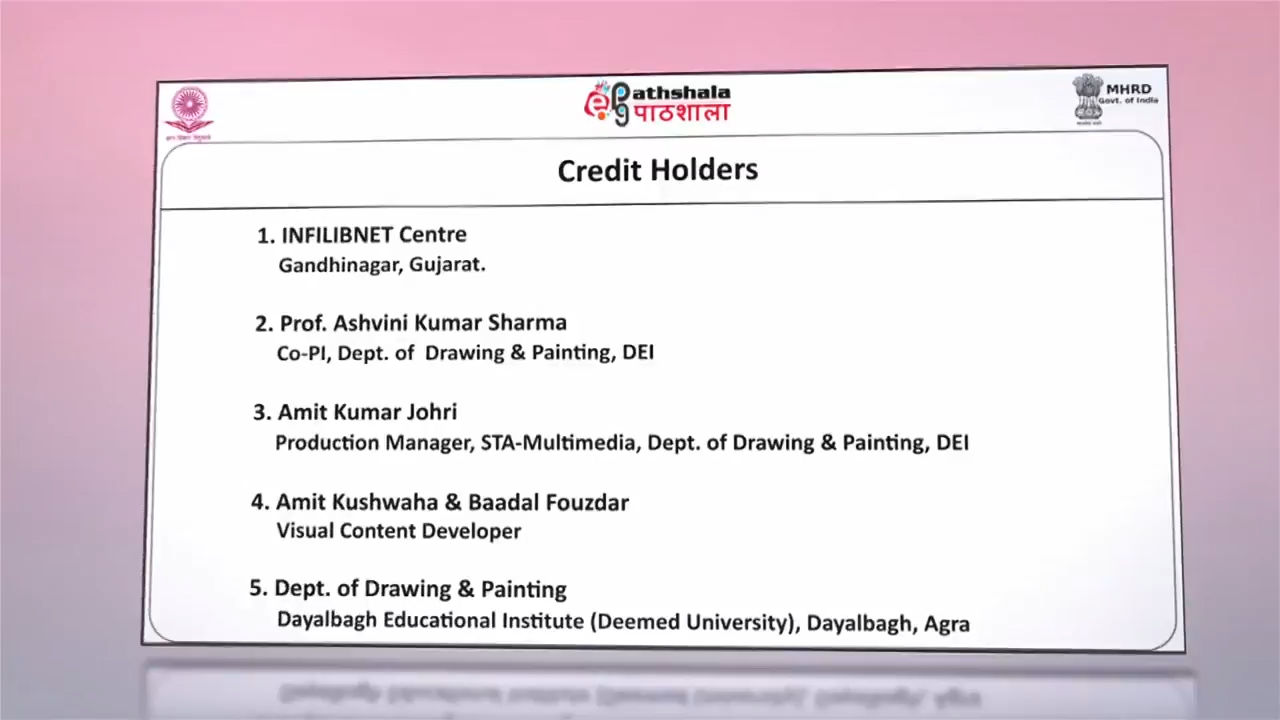 ePg Pathshala
पाठशाला
MHRD
Govt. of India
Credit Holders
1. INFILIBNET Centre
Gandhinagar, Gujarat.
2. Prof. Ashvini Kumar Sharma
Co-PI, Dept. of Drawing & Painting, DEI
3. Amit Kumar Johri
Production Manager, STA-Multimedia, Dept. of Drawing & Painting, DEI
4. Amit Kushwaha & Baadal Fouzdar
Visual Content Developer
5. Dept. of Drawing & Painting
Dayalbagh Educational Institute (Deemed University), Dayalbagh, Agra